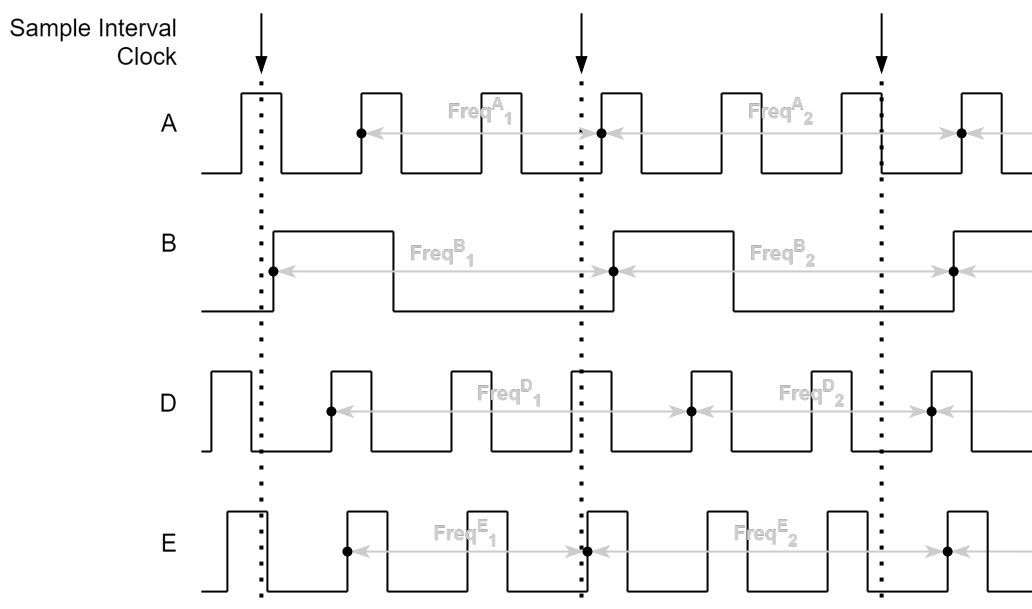 Sample Interval
Clock
A
Freq^A_1
Freq^A_2
B
Freq^B_1
Freq^B_2
D
Freq^D_1
Freq^D_2
E
Freq^E_1
Freq^E_2